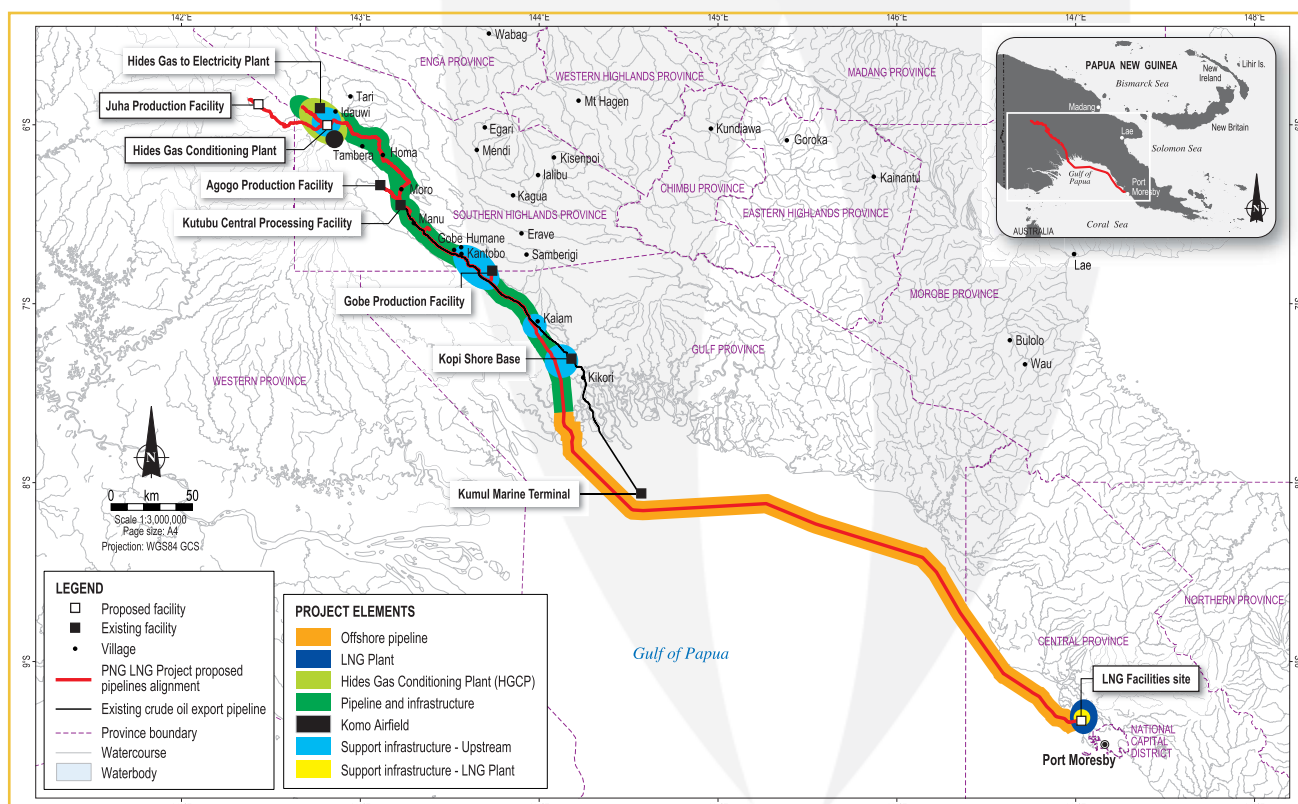 142°E
143°E
144°E
145°E
146°E
147°E
148°E
Wabag
ENGA PROVINCE
WESTERN HIGHLANDS PROVINCE
MADANG PROVINCE
Hides Gas to Electricity Plant
Juha Production Facility
Tari
Idauwi
Mt Hagen
6°S
Hides Gas Conditioning Plant
Tambera
Homa
Egari
Mendi
Kisenpoi
Ialibu
Kundiawa
Goroka
Kainantu
Agogo Production Facility
Moro
Kagua
CHIMBU PROVINCE
Kutubu Central Processing Facility
Manu
SOUTHERN HIGHLANDS PROVINCE
EASTERN HIGHLANDS PROVINCE
Gobe Humane
Kantobo
Erave
Samberigi
Lae
Gobe Production Facility
7°S
MOROBE PROVINCE
Kaiam
Kopi Shore Base
GULF PROVINCE
Bulolo
Wau
WESTERN PROVINCE
Kikori
N
8°S
Kumul Marine Terminal
0 km 50
Scale 1:3,000,000
Page size: A4
Projection: WGS84 GCS
PAPUA NEW GUINEA
New
Ireland
Lihir Is.
Bismarck Sea
Madang
New Britain
Lae
Solomon Sea
Gulf of
Papua
Port
Moresby
N
AUSTRALIA
Coral Sea
LEGEND
Proposed facility
Existing facility
Village
PNG LNG Project proposed
pipelines alignment
Existing crude oil export pipeline
Province boundary
Watercourse
Waterbody
PROJECT ELEMENTS
Offshore pipeline
LNG Plant
Hides Gas Conditioning Plant (HGCP)
Pipeline and infrastructure
Komo Airfield
Support infrastructure - Upstream
Support infrastructure - LNG Plant
Gulf of Papua
9°S
NORTHERN PROVINCE
CENTRAL PROVINCE
LNG Facilities site
NATIONAL
CAPITAL
DISTRICT
Port Moresby